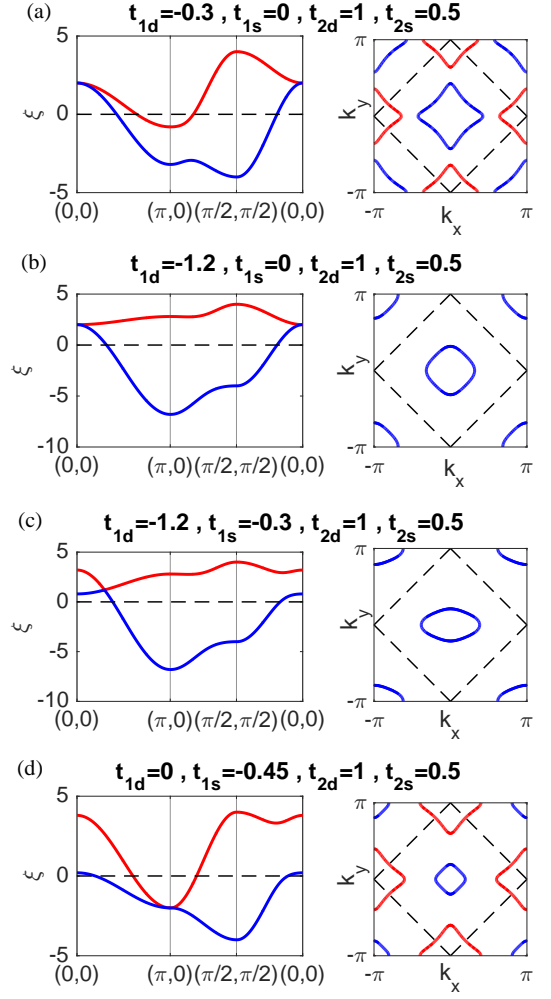 (a) t1d=-0.3 , t1s=0 , t2d=1 , t2s=0.5
5
ξ
0
-5
(0,0) (π,0) (π/2,π/2) (0,0)
π
ky
-π
-π kx π
(b) t1d=-1.2 , t1s=0 , t2d=1 , t2s=0.5
5
0
ξ
-5
-10
(0,0) (π,0) (π/2,π/2) (0,0)
π
ky
-π
-π kx π
(c) t1d=-1.2 , t1s=-0.3 , t2d=1 , t2s=0.5
5
0
ξ
-5
-10
(0,0) (π,0) (π/2,π/2) (0,0)
π
ky
-π
-π kx π
(d) t1d=0 , t1s=-0.45 , t2d=1 , t2s=0.5
5
ξ
0
-5
(0,0) (π,0) (π/2,π/2) (0,0)
π
ky
-π
-π kx π